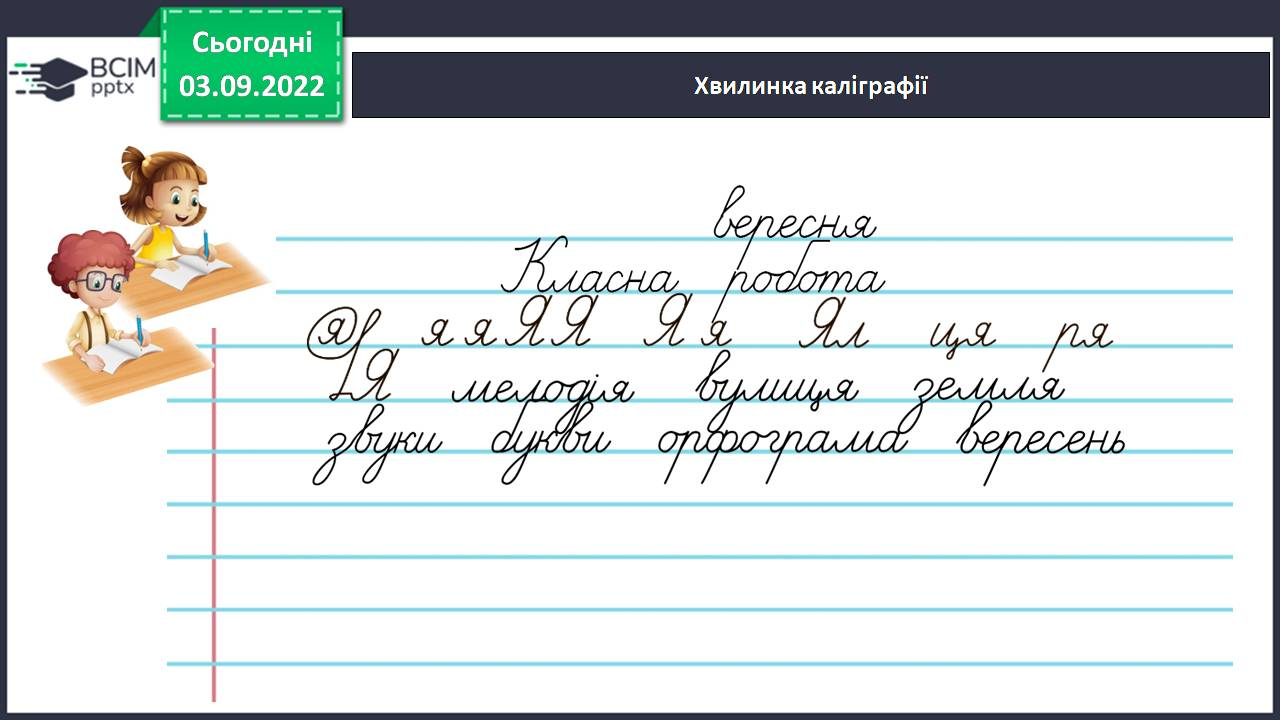 Сьогодні
03.09.2022
ВСІМ
pptx
Хвилинка каліграфії
вересня
Класна робота
я я Я Я Я я Ял ця ря
Я мелодія вулиця земля
звуки букви орфограма вересень